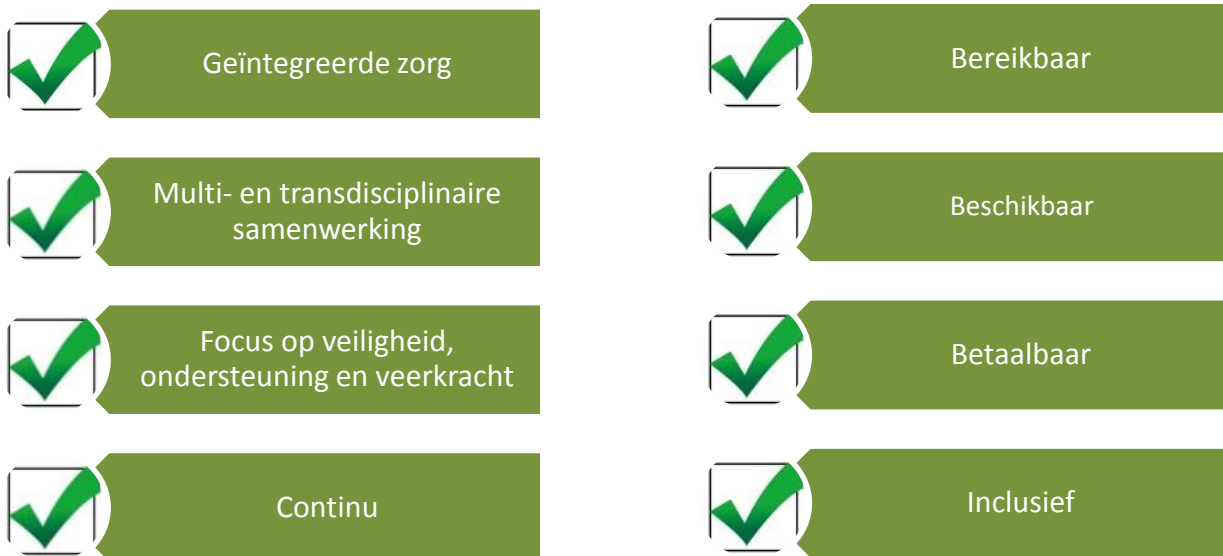 Geïntegreerde zorg
Multi- en transdisciplinaire
samenwerking
Focus op veiligheid,
ondersteuning en veerkracht
Continu
Bereikbaar
Beschikbaar
Betaalbaar
Inclusief